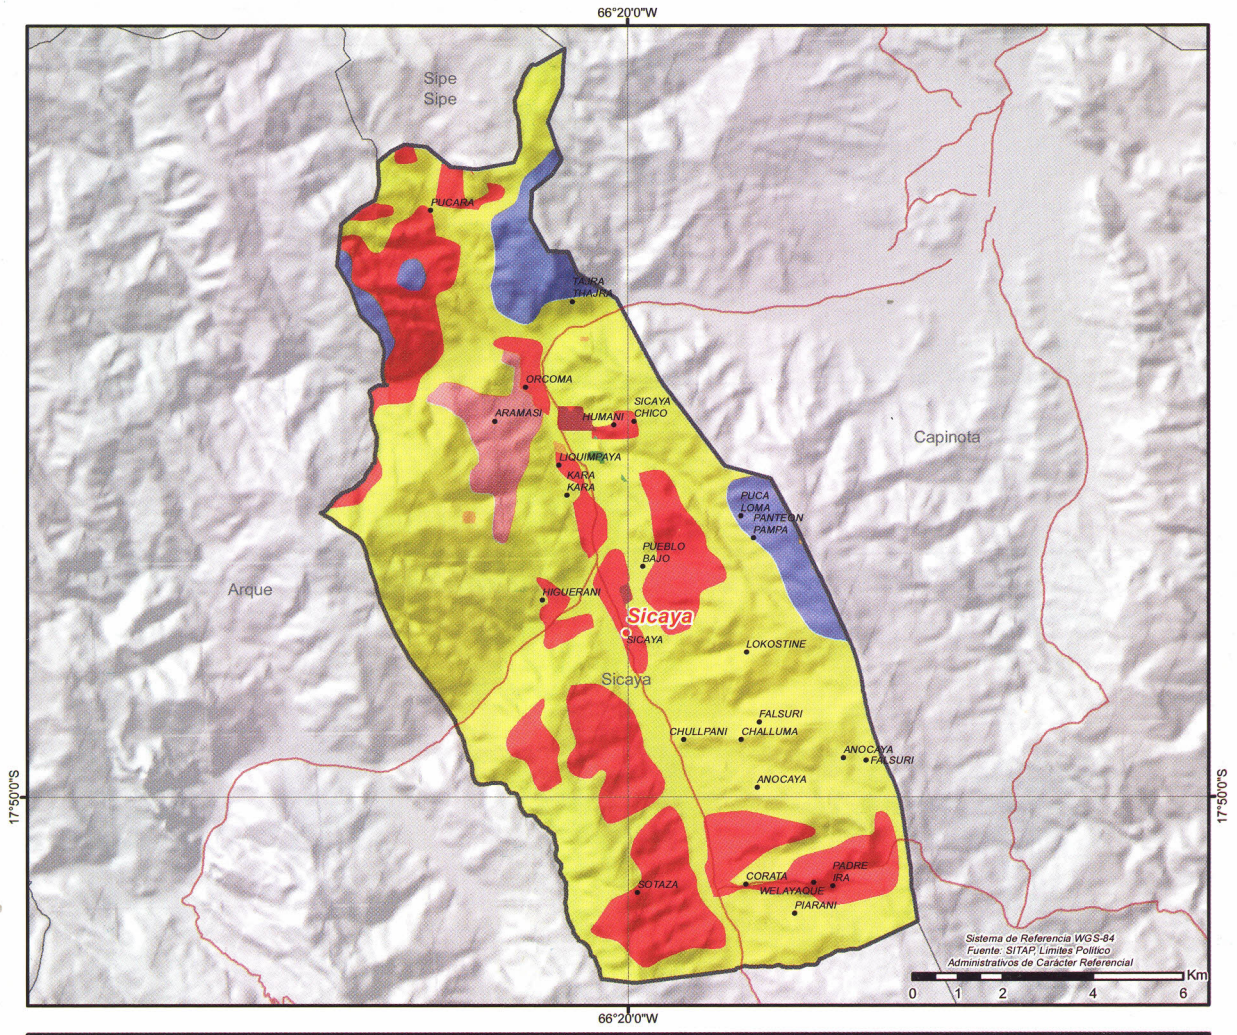 66°20'0"W
Sipe
Sipe
PUCARA
TAJRA
THAJRA
ORCOMA
SICAYA
CHICO
ARAMASI
HUMANI
Capinota
LIQUIMPAYA
KARA
KARA
PUCA
LOMA
PANTEON
PAMPA
PUEBLO
BAJO
Arque
HIGUERANI
Sicaya
SICAYA
LOKOSTINE
Sicaya
FALSURI
CHULLPANI
CHALLUMA
ANOCAYA
FALSURI
ANOCAYA
17°50'0"S
17°50'0"S
PADRE
IRA
CORATA
WELAYAQUE
SOTAZA
PIARANI
Sistema de Referencia WGS-84
Fuente: SITAP, Limites Politico
Administrativos de Carácter Referencial
Km
0 1 2 4 6
66°20'0"W